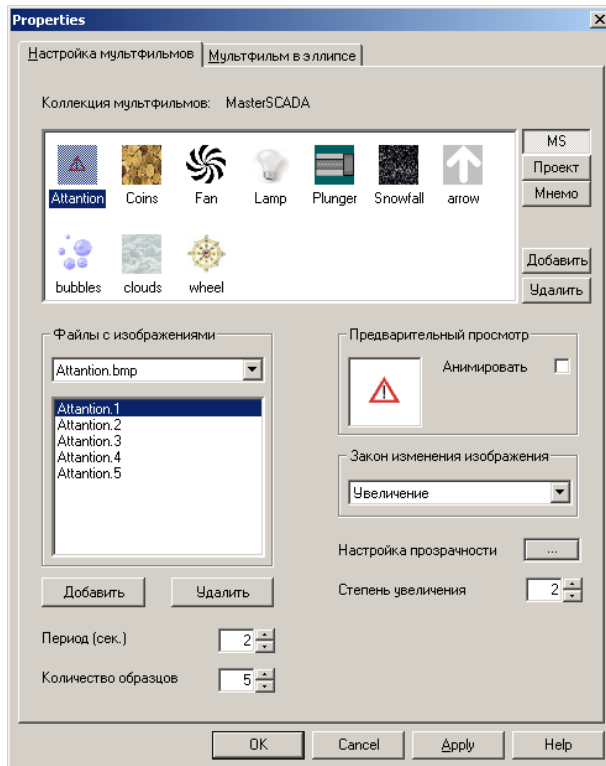 Properties
Настройка мультфильмов
Мультфильм в эллипсе
Коллекция мультфильмов: MasterSCADA
MS
Проект
Мнемо
Attantion Coins Fan Lamp Plunger Snowfall arrow
bubbles clouds wheel
Добавить
Удалить
Файлы с изображениями
Attantion.bmp
Attantion.1
Attantion.2
Attantion.3
Attantion.4
Attantion.5
Добавить Удалить
Период (сек.) 2
Количество образцов 5
Предварительный просмотр
Анимировать
Закон изменения изображения
Увеличение
Настройка прозрачности ...
Степень увеличения 2
OK Cancel Apply Help